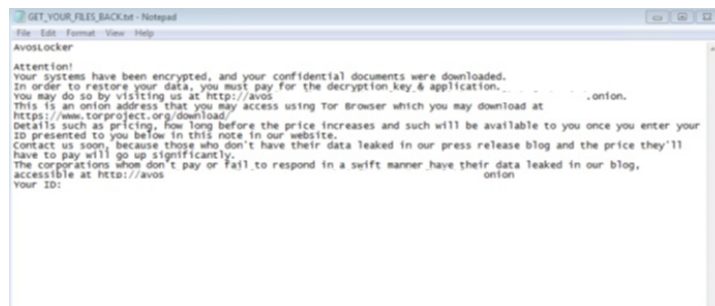 GET_YOUR_FILES_BACK.txt - Notepad
File Edit Format View Help
AvosLocker
Attention!
Your systems have been encrypted, and your confidential documents were downloaded.
In order to restore your data, you must pay for the decryption key & application.
You may do so by visiting us at http://avos .onion.
This is an onion address that you may access using Tor Browser which you may download at
https://www.torproject.org/download/
Details such as pricing, how long before the price increases and such will be available to you once you enter your
ID presented to you below in this note in our website.
Contact us soon, because those who don't have their data leaked in our press release blog and the price they'll
have to pay will go up significantly.
The corporations whom don't pay or fail to respond in a swift manner have their data leaked in our blog,
accessible at http://avos onion
Your ID: